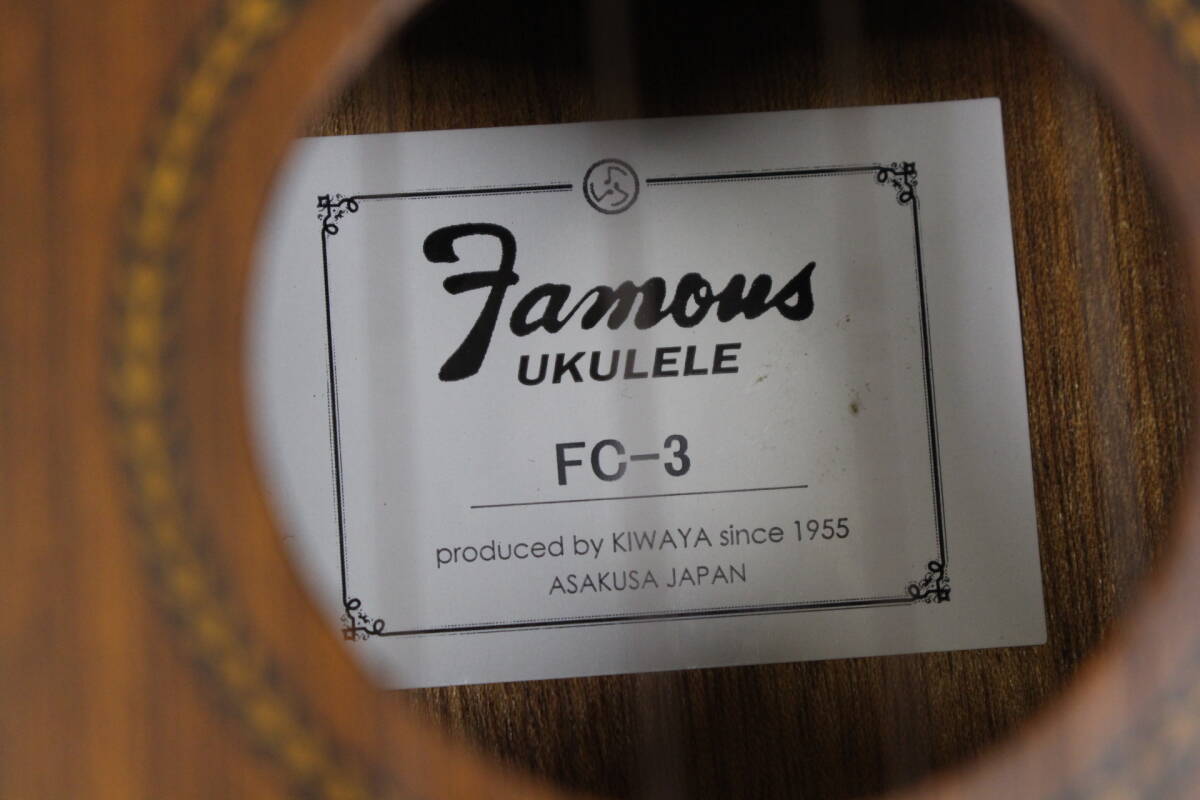 Famous
UKULELE
FC-3
produced by KIWAYA since 1955
ASAKUSA JAPAN